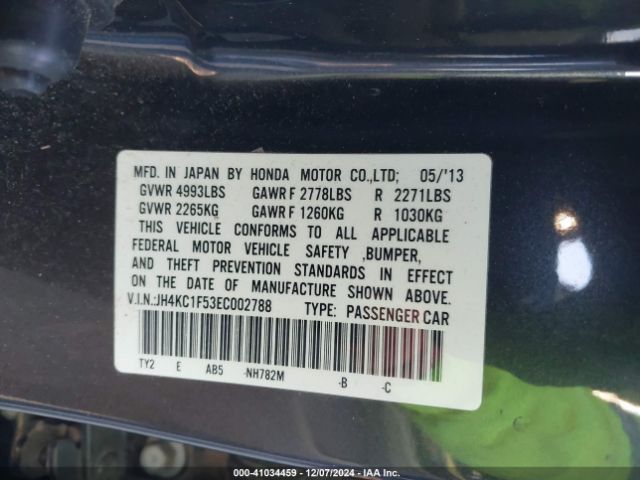 MFD. IN JAPAN BY HONDA MOTOR CO.,LTD; 05/'13
GVWR 4993LBS GAWR F 2778LBS R 2271LBS
GVWR 2265KG GAWR F 1260KG R 1030KG
THIS VEHICLE CONFORMS TO ALL APPLICABLE
FEDERAL MOTOR VEHICLE SAFETY ,BUMPER,
AND THEFT PREVENTION STANDARDS IN EFFECT
ON THE DATE OF MANUFACTURE SHOWN ABOVE.
V.I.N.:JH4KC1F53EC002788 TYPE: PASSENGER CAR
TY2 E AB5 -NH782M -B -C
000-41034459 - 12/07/2024 - IAA Inc.